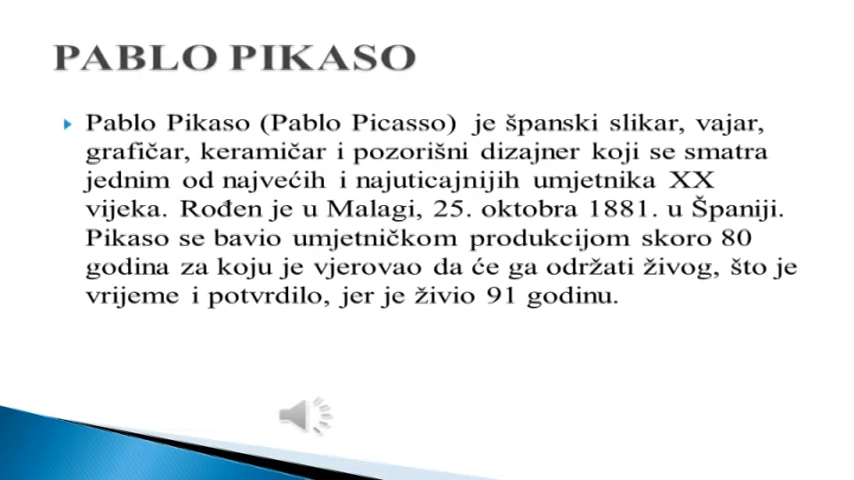 PABLO PIKASO
Pablo Pikaso (Pablo Picasso) je španski slikar, vajar,
grafičar, keramičar i pozorišni dizajner koji se smatra
jednim od najvećih i najuticajnijih umjetnika XX
vijeka. Rođen je u Malagi, 25. oktobra 1881. u Španiji.
Pikaso se bavio umjetničkom produkcijom skoro 80
godina za koju je vjerovao da će ga održati živog, što je
vrijeme i potvrdilo, jer je živio 91 godinu.